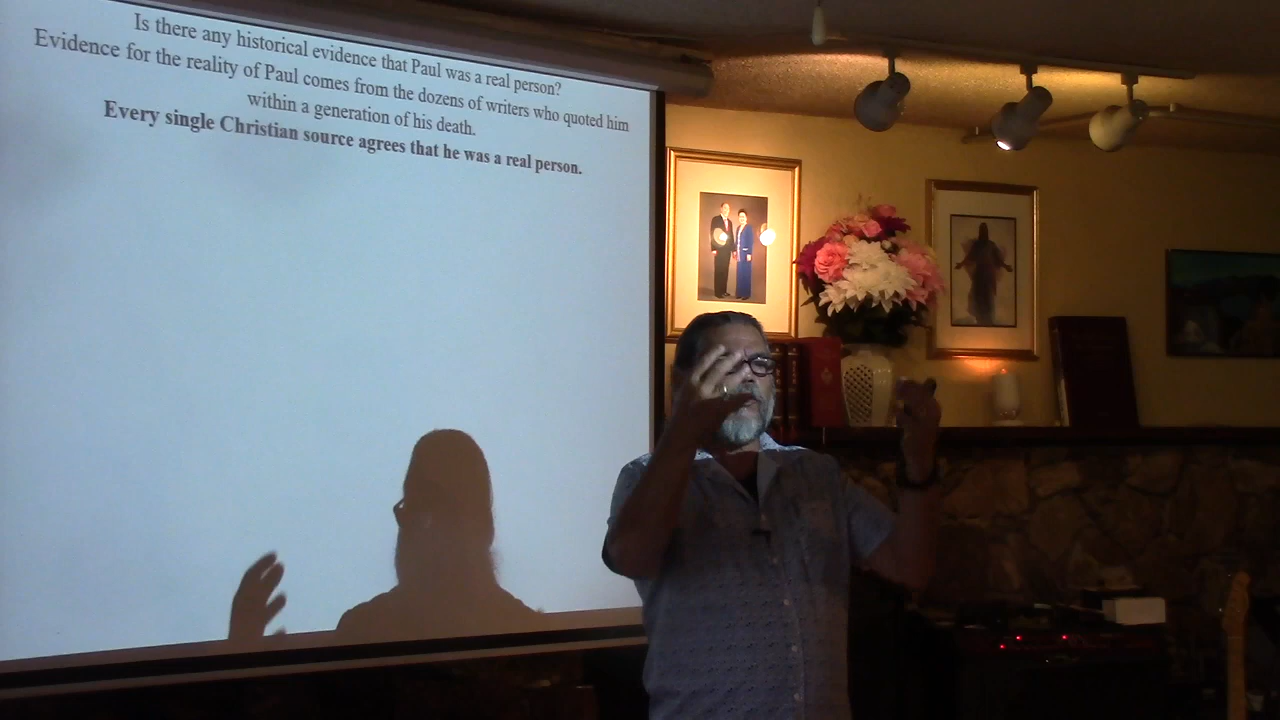 Is there any historical evidence that Paul was a real person?
Evidence for the reality of Paul comes from the dozens of writers who quoted him
within a generation of his death.
Every single Christian source agrees that he was a real person.